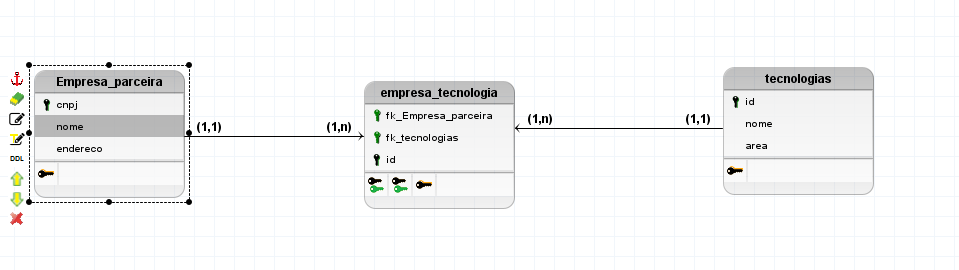 Empresa_parceira
cnpj
nome
endereco
DDL
(1,1)
(1,n)
empresa_tecnologia
fk_Empresa_parceira
fk_tecnologias
id
(1,n)
(1,1)
tecnologias
id
nome
area